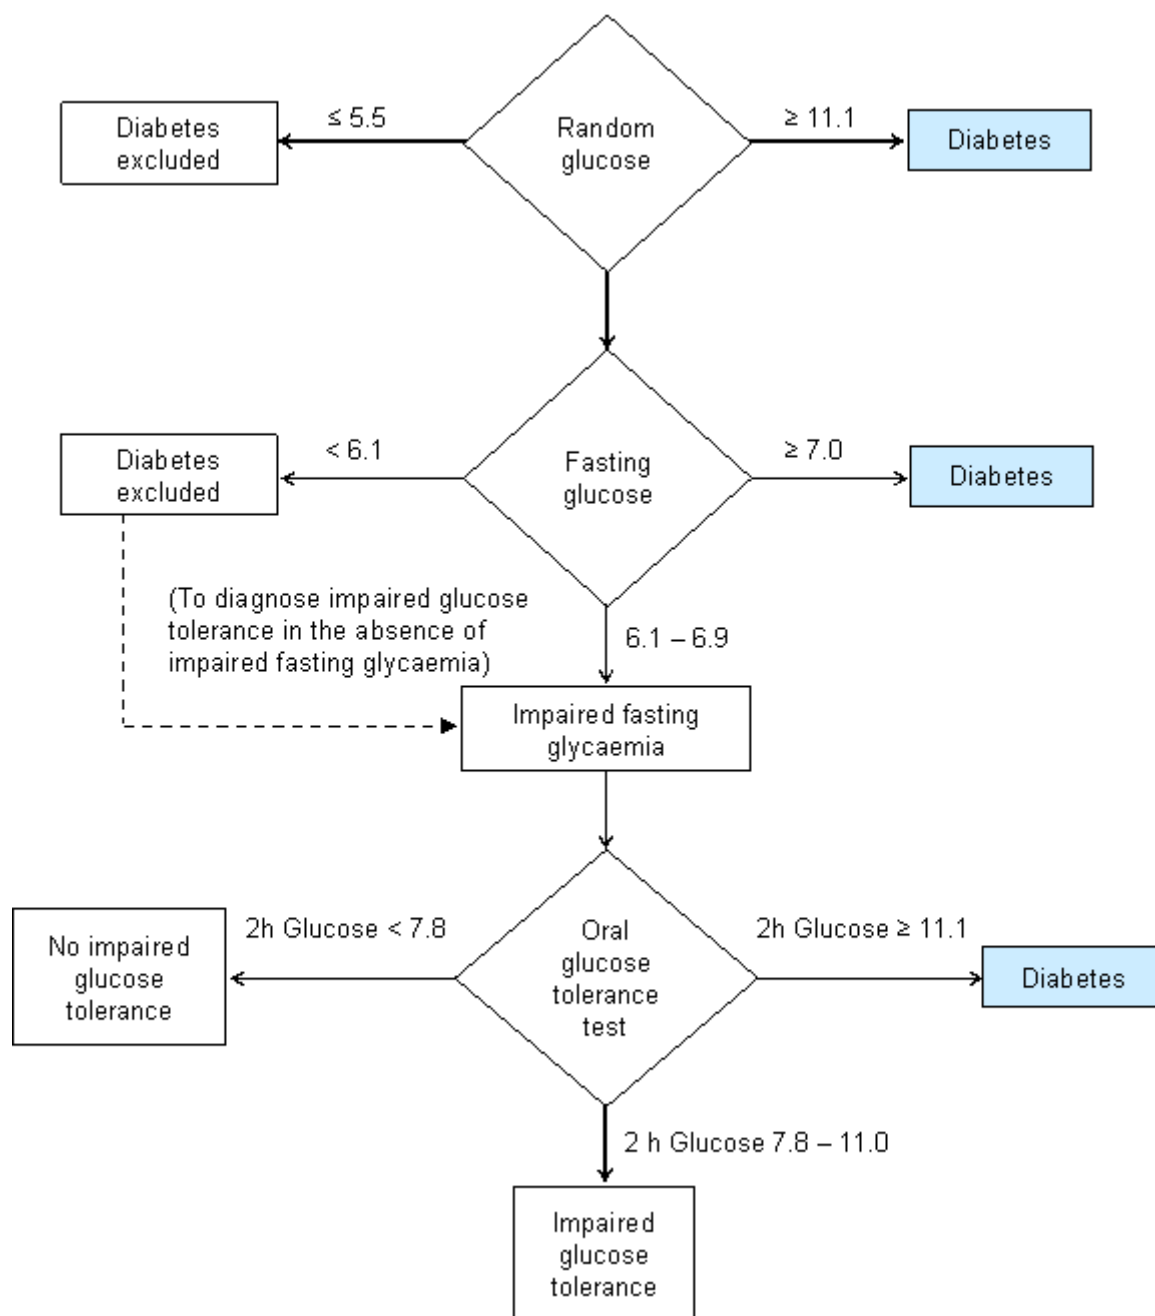 ≤ 5.5
≥ 11.1
Diabetes
excluded
Random
glucose
Diabetes
< 6.1
≥ 7.0
Diabetes
excluded
Fasting
glucose
Diabetes
(To diagnose impaired glucose
tolerance in the absence of
impaired fasting glycaemia)
6.1 – 6.9
Impaired fasting
glycaemia
2h Glucose < 7.8
2h Glucose ≥ 11.1
No impaired
glucose
tolerance
Oral
glucose
tolerance
test
Diabetes
2 h Glucose 7.8 – 11.0
Impaired
glucose
tolerance